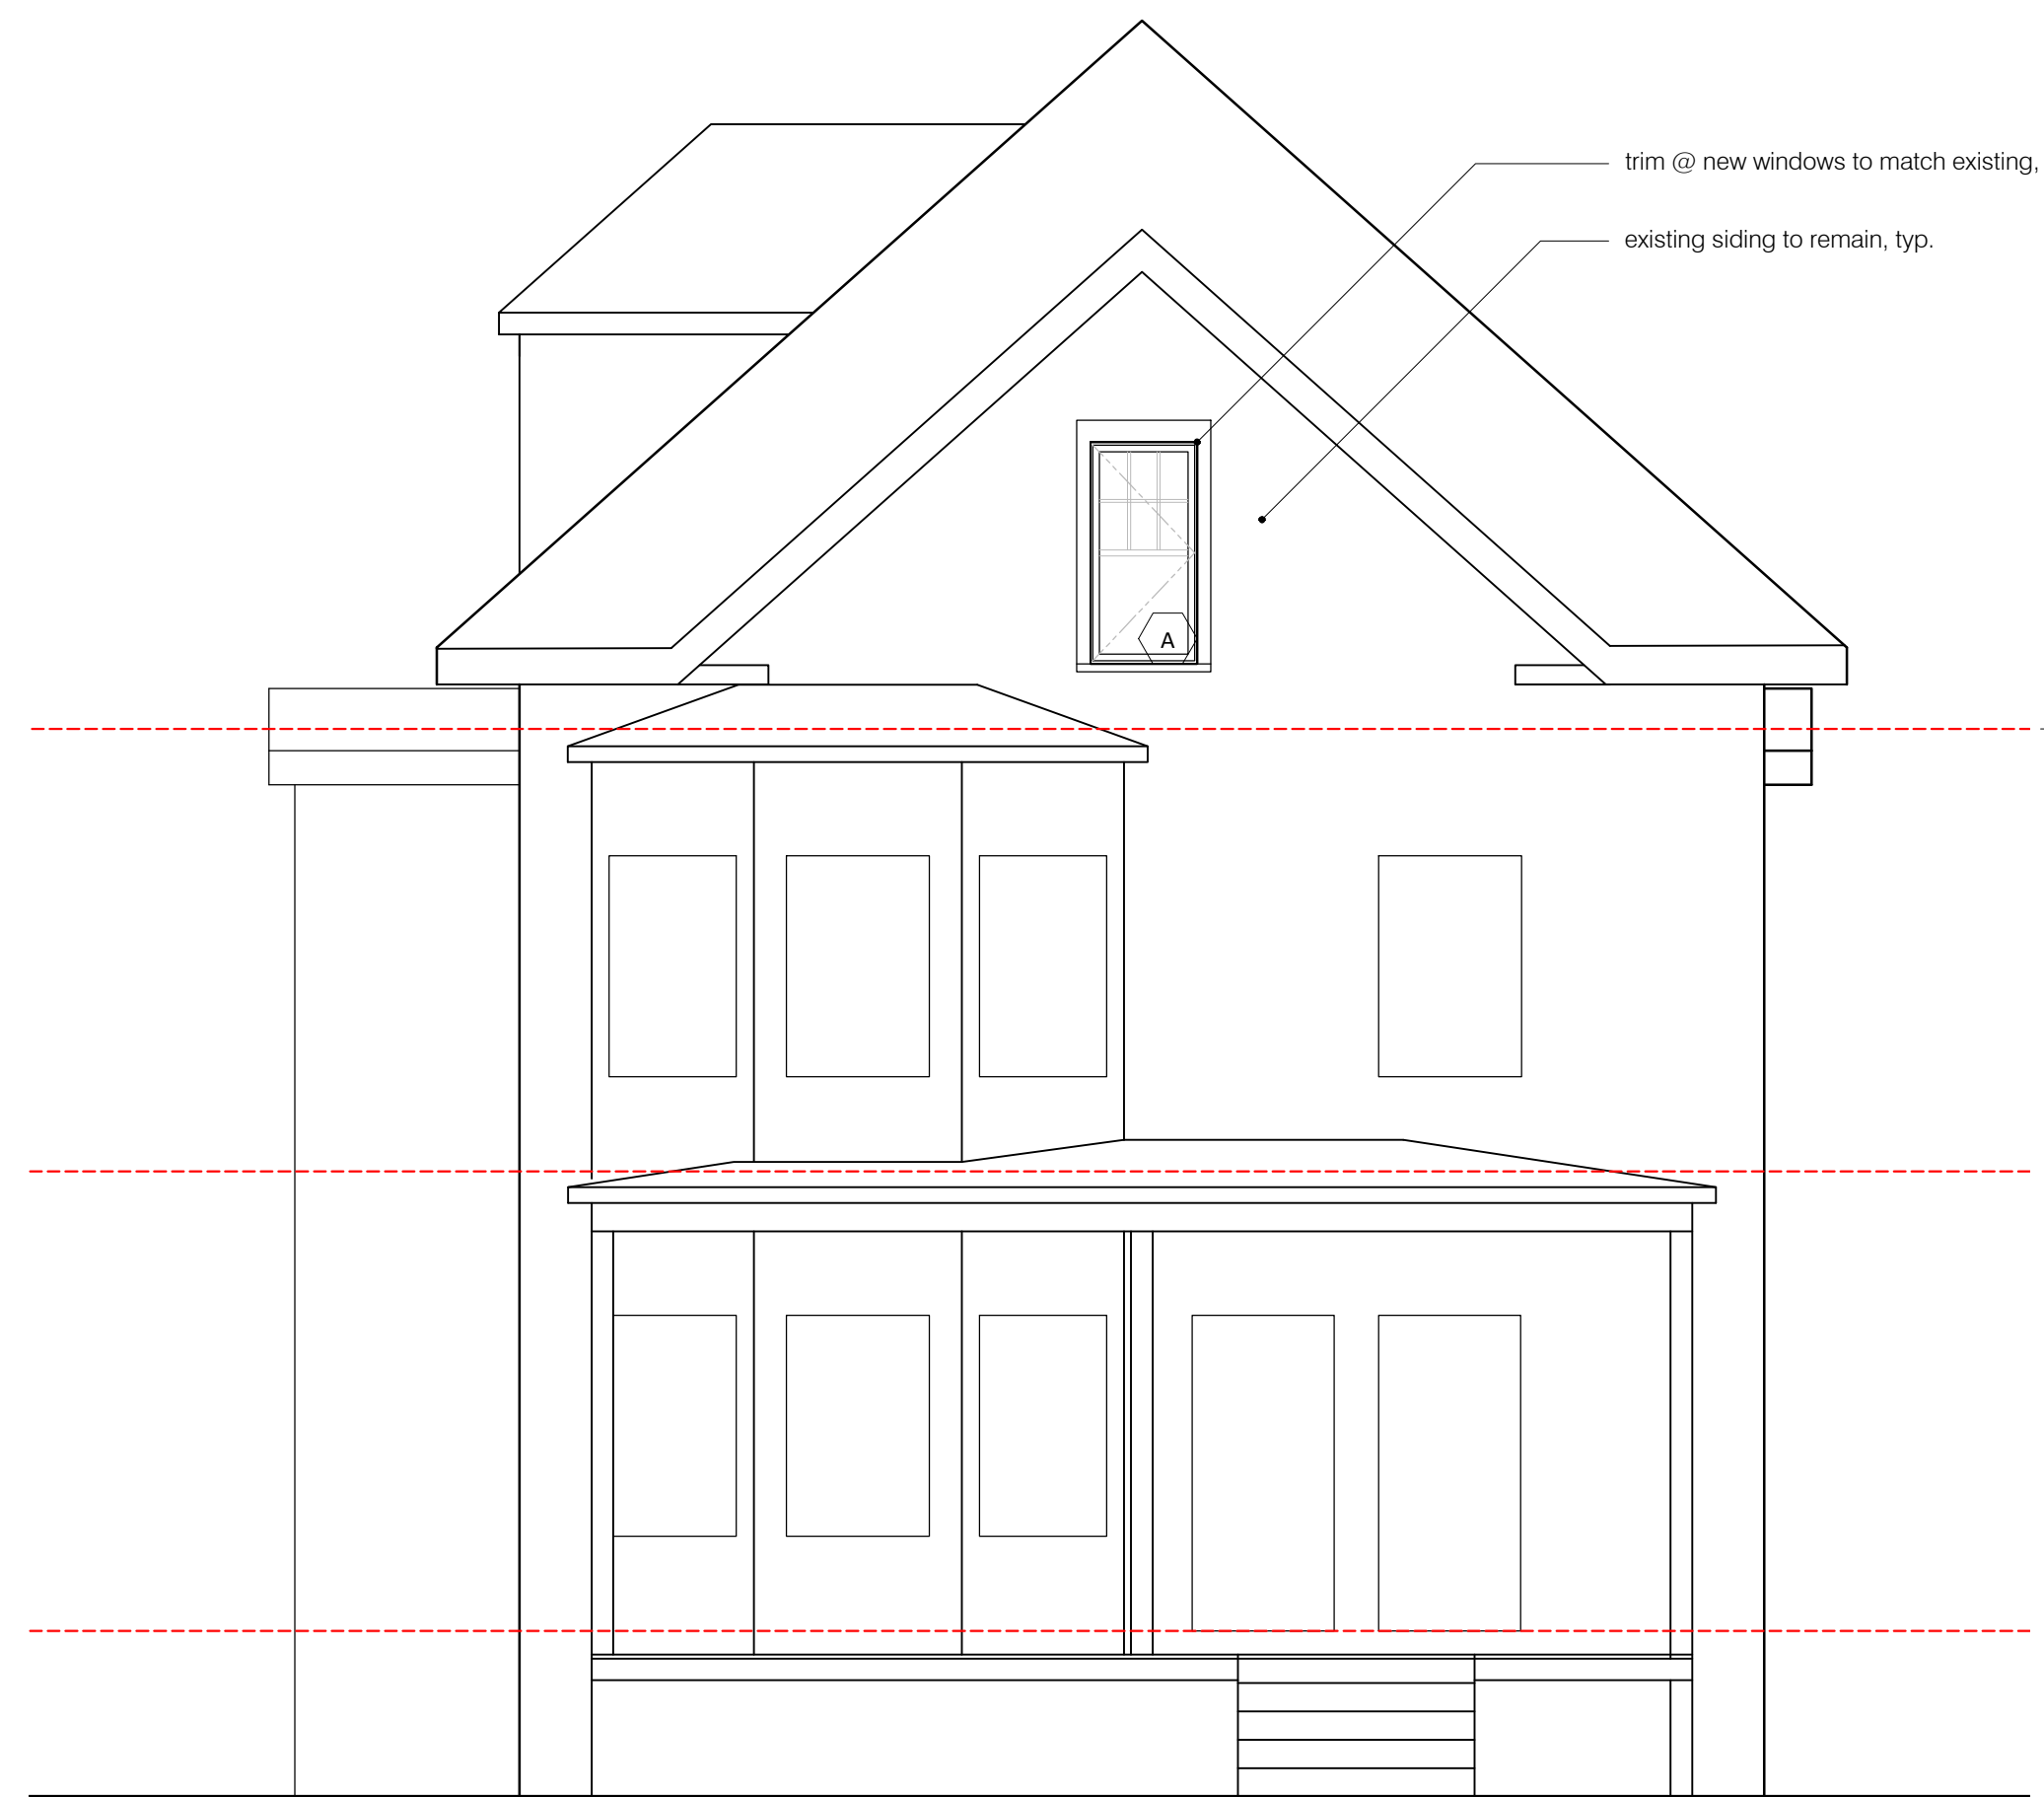 trim @ new windows to match existing,
existing siding to remain, typ.
A